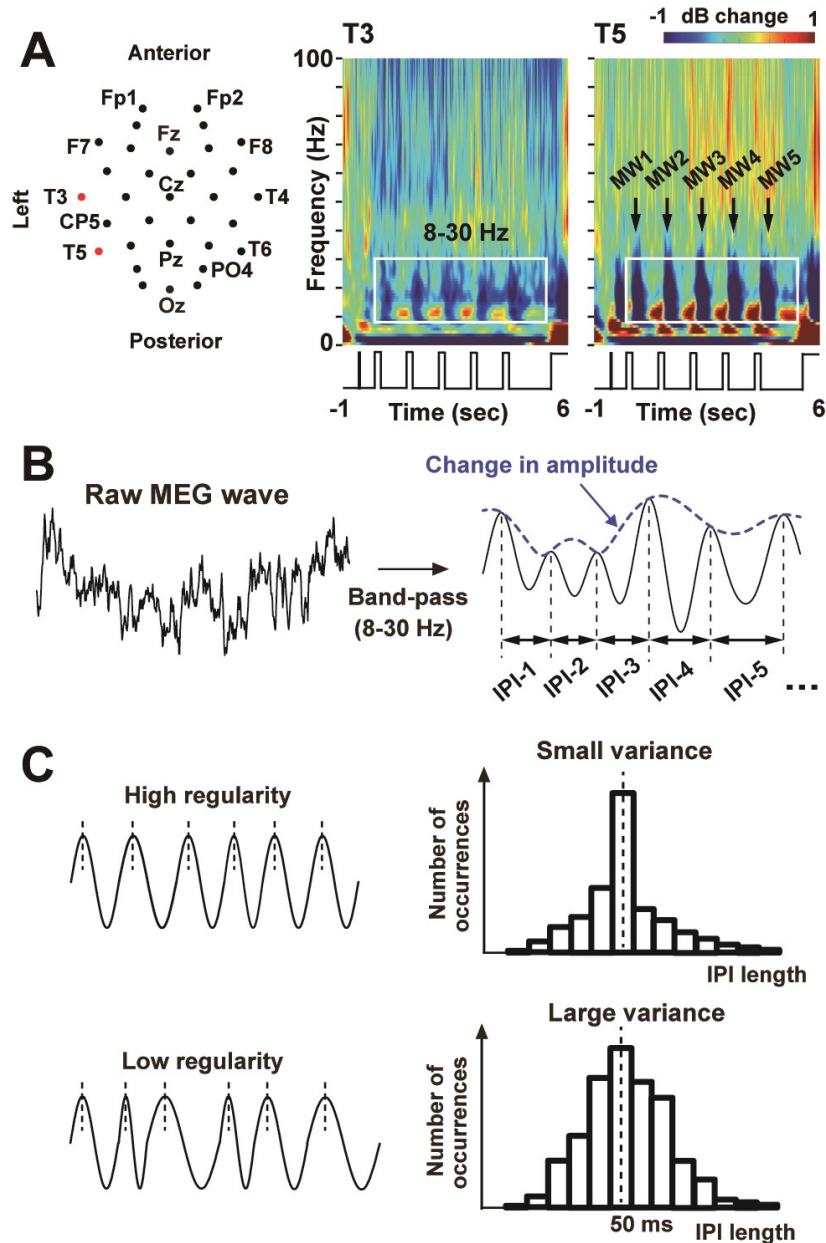 A
Anterior
Fp1
Fp2
Fz
F7
F8
Cz
T3
T4
CP5
T5
T6
Pz
PO4
Oz
Left
Posterior
T3
T5
-1 dB change 1
100
Frequency (Hz)
0
8-30 Hz
MW1
MW2
MW3
MW4
MW5
-1 Time (sec) 6
-1 Time (sec) 6
B
Raw MEG wave
Band-pass
(8-30 Hz)
Change in amplitude
IPI-1
IPI-2
IPI-3
IPI-4
IPI-5
...
C
High regularity
Small variance
Number of
occurrences
IPI length
Low regularity
Large variance
Number of
occurrences
50 ms
IPI length